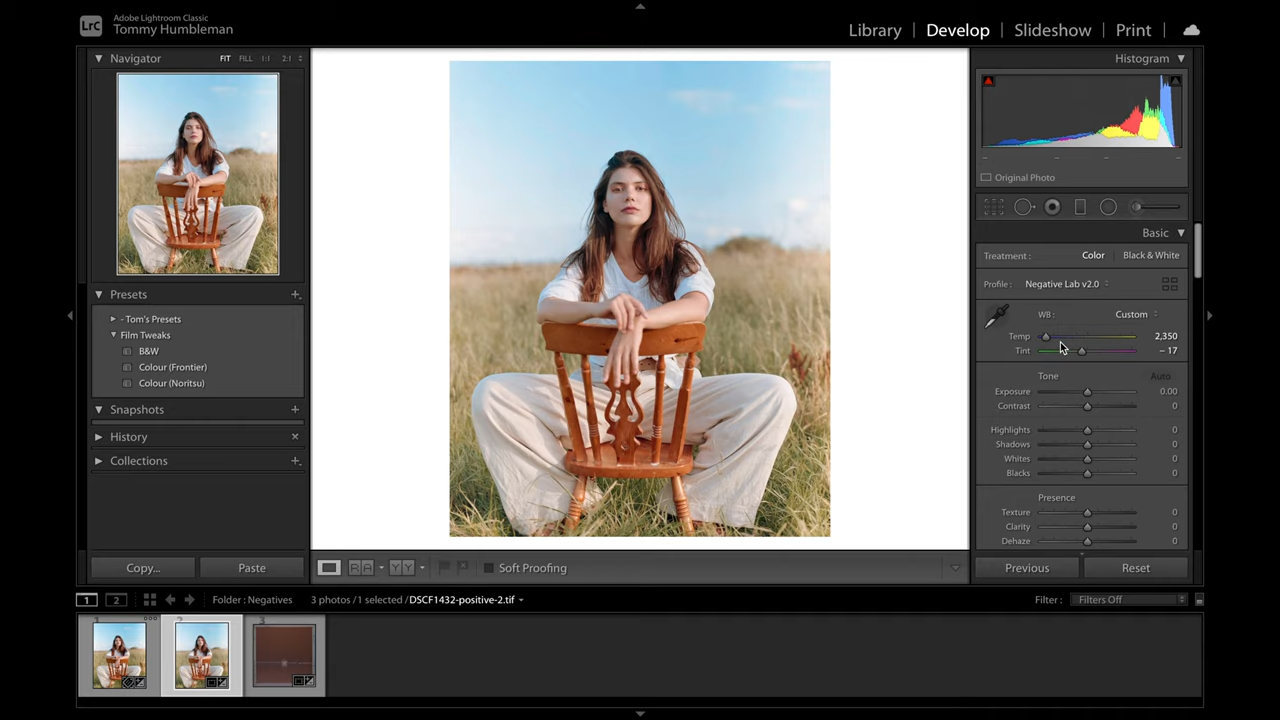 LrC
Adobe Lightroom Classic
Tommy Humbleman
Library | Develop | Slideshow | Print |
Navigator FIT FILL 1:1 2:1
Presets
- Tom's Presets
Film Tweaks
B&W
Colour (Frontier)
Colour (Noritsu)
Snapshots
History
Collections
Copy... Paste
Soft Proofing
Histogram
Original Photo
Basic
Treatment : Color Black & White
Profile : Negative Lab v2.0
WB : Custom
Temp 2,350
Tint – 17
Tone Auto
Exposure 0.00
Contrast 0
Highlights 0
Shadows 0
Whites 0
Blacks 0
Presence
Texture 0
Clarity 0
Dehaze 0
Previous Reset
1 2 Folder : Negatives 3 photos /1 selected /DSCF1432-positive-2.tif Filter : Filters Off